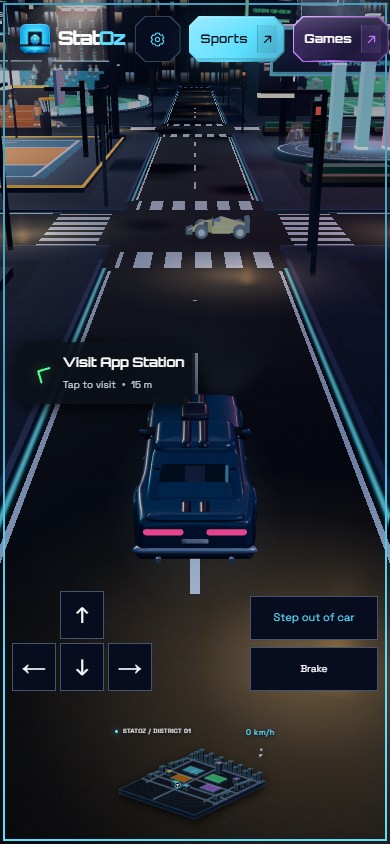 StatOz
Sports
Games
Visit App Station
Tap to visit • 15 m
Step out of car
Brake
STATOZ / DISTRICT 01
0 km/h